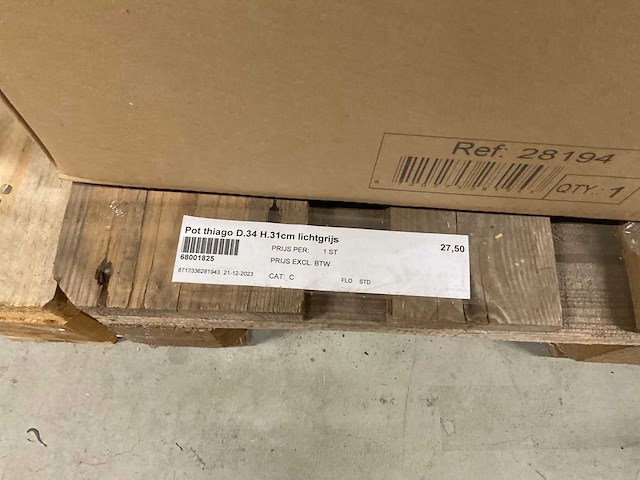 Ref: 28194
QTY.: 1
Pot thiago D.34 H.31cm lichtgrijs
27,50
PRIJS PER: 1 ST
68001825
PRIJS EXCL. BTW
8717336281943 21-12-2023
CAT: C
FLO STD